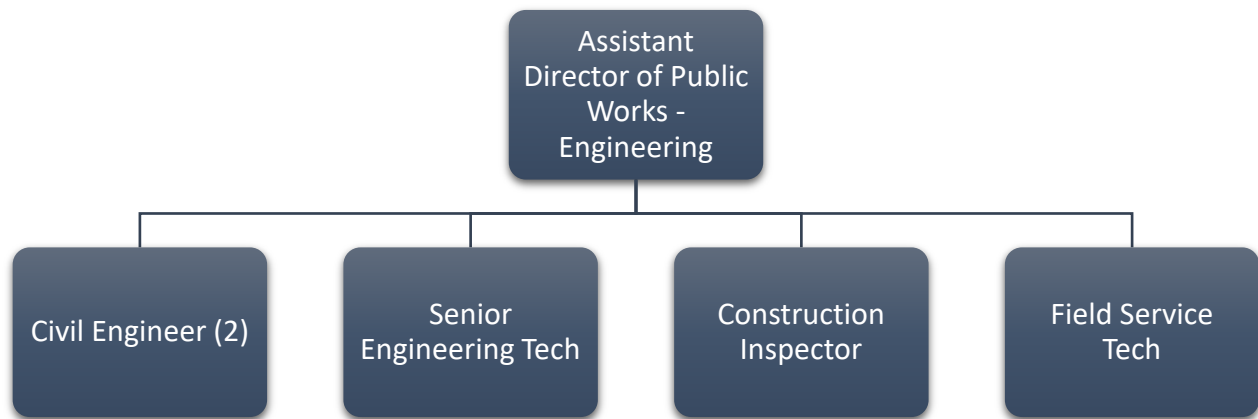 Assistant
Director of Public
Works -
Engineering
Civil Engineer (2)
Senior
Engineering Tech
Construction
Inspector
Field Service
Tech